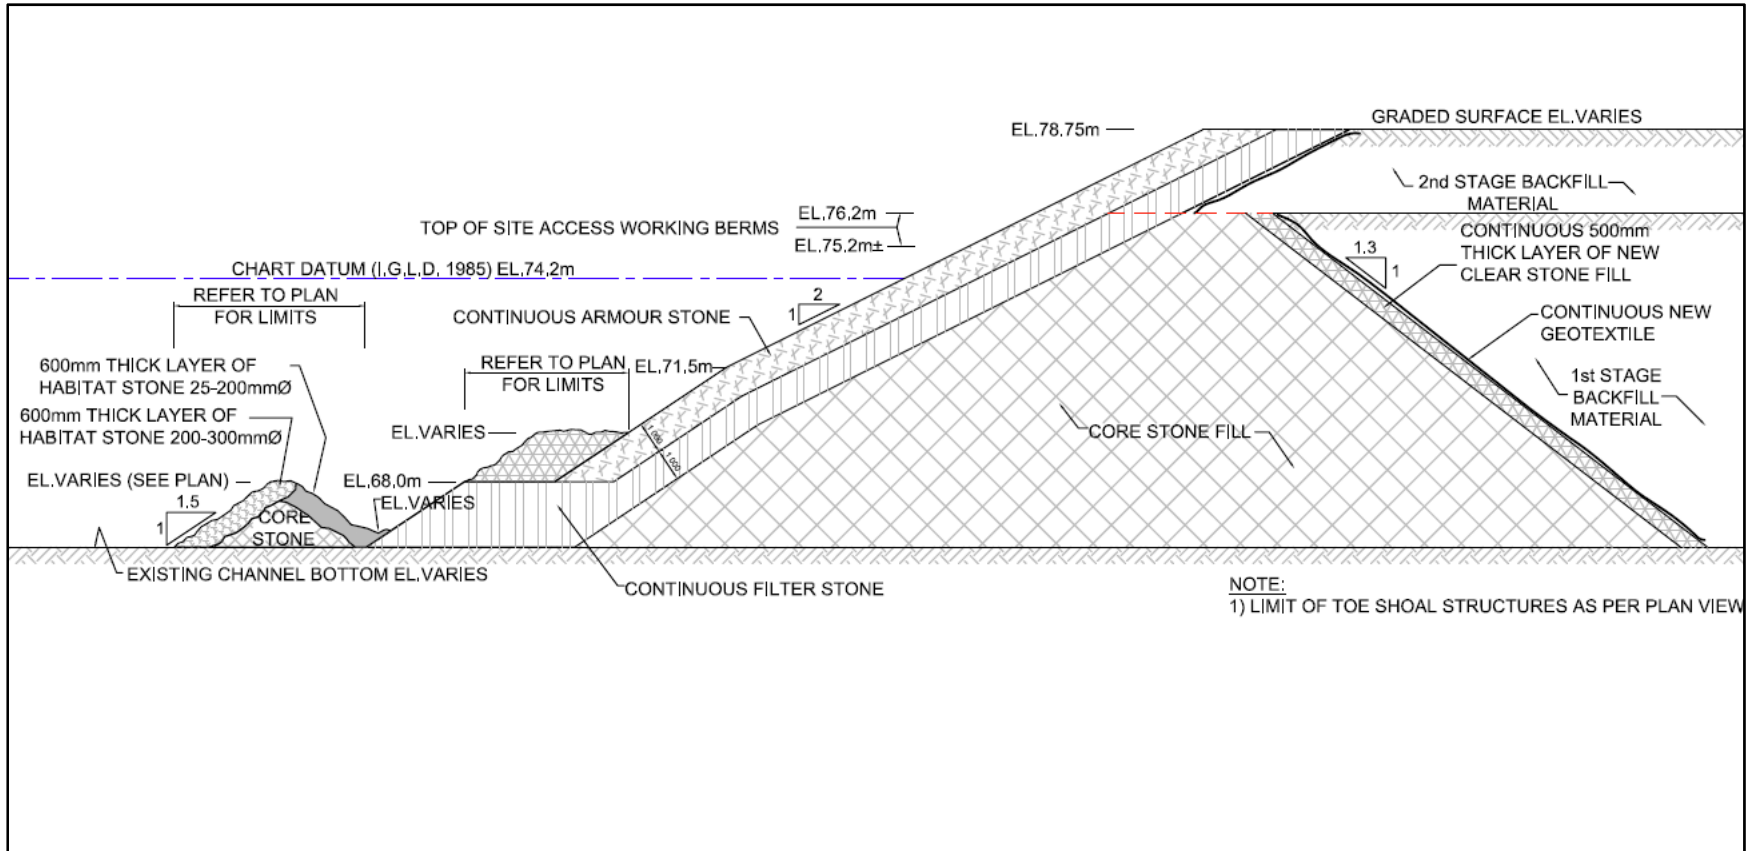 GRADED SURFACE EL.VARIES
EL.78.75m
2nd STAGE BACKFILL
MATERIAL
TOP OF SITE ACCESS WORKING BERMS
EL.76.2m
EL.75.2m±
CONTINUOUS 500mm
THICK LAYER OF NEW
CLEAR STONE FILL
1.3
1
CHART DATUM (I.G.L.D. 1985) EL.74.2m
REFER TO PLAN
FOR LIMITS
2
1
CONTINUOUS ARMOUR STONE
CONTINUOUS NEW
GEOTEXTILE
600mm THICK LAYER OF
HABITAT STONE 25-200mmØ
REFER TO PLAN
FOR LIMITS
EL.71.5m
1st STAGE
BACKFILL
MATERIAL
600mm THICK LAYER OF
HABITAT STONE 200-300mmØ
EL.VARIES
1.000
1.000
CORE STONE FILL
EL.VARIES (SEE PLAN)
EL.68.0m
EL.VARIES
1.5
1
CORE
STONE
EXISTING CHANNEL BOTTOM EL.VARIES
CONTINUOUS FILTER STONE
NOTE:
1) LIMIT OF TOE SHOAL STRUCTURES AS PER PLAN VIEW